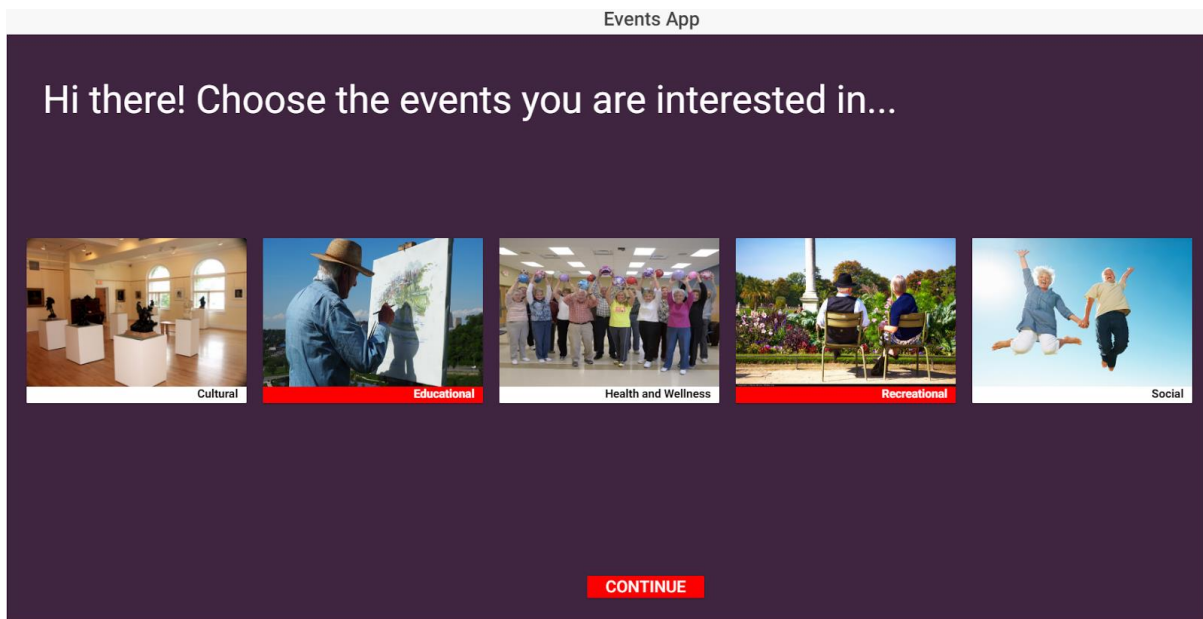 Events App
Hi there! Choose the events you are interested in...
Cultural
Educational
Health and Wellness
Recreational
Social
CONTINUE